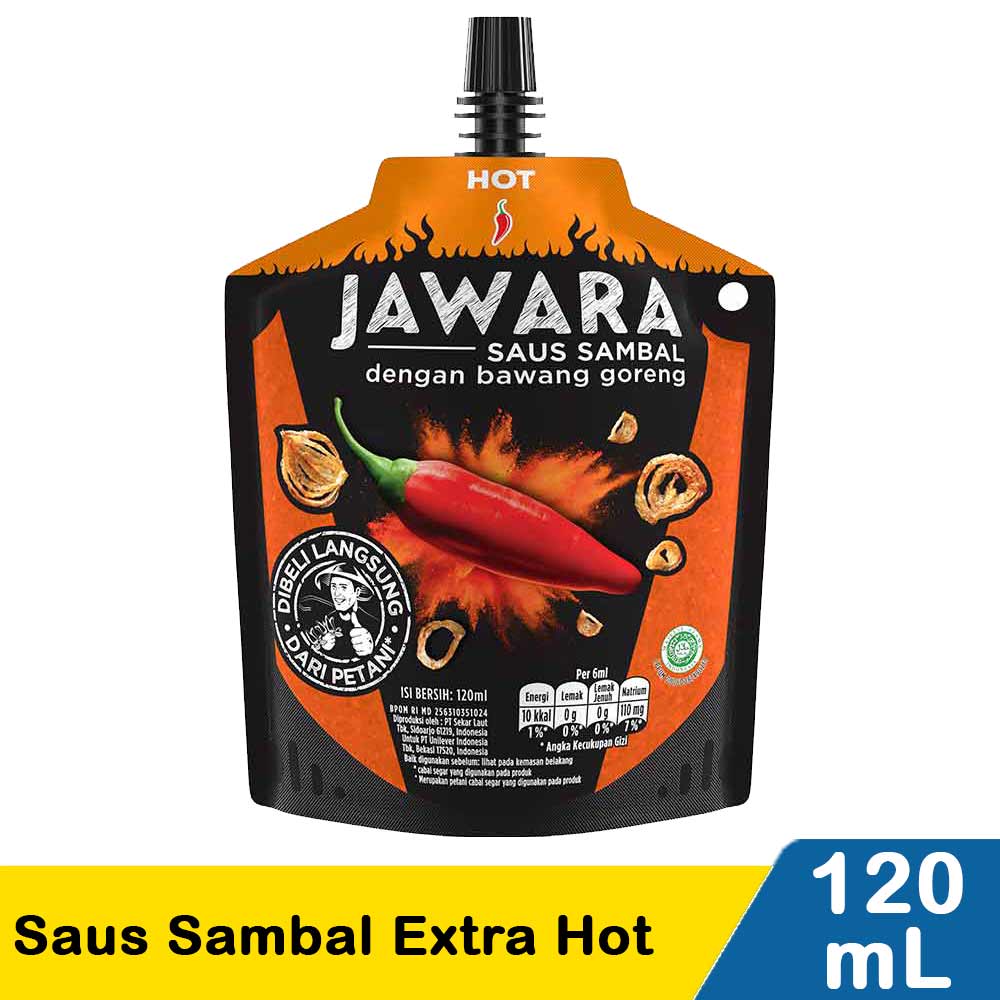 HOT
JAWARA
SAUS SAMBAL
dengan bawang goreng
DIBELI LANGSUNG
DARI PETANI*
ISI BERSIH: 120ml
BPOM RI MD 256310351024
Diproduksi oleh : PT Sekar Laut
Tbk, Sidoarjo 61219, Indonesia
Untuk PT Unilever Indonesia
Tbk, Bekasi 17520, Indonesia
Baik digunakan sebelum: lihat pada kemasan belakang
* cabai segar yang digunakan pada produk
* Merupakan petani cabai segar yang digunakan pada produk
Per 6ml
Energi Lemak Lemak Jenuh Natrium
10 kkal 0 g 0 g 110 mg
1%* 0%* 0%* 7%*
* Angka Kecukupan Gizi
Saus Sambal Extra Hot
120
mL